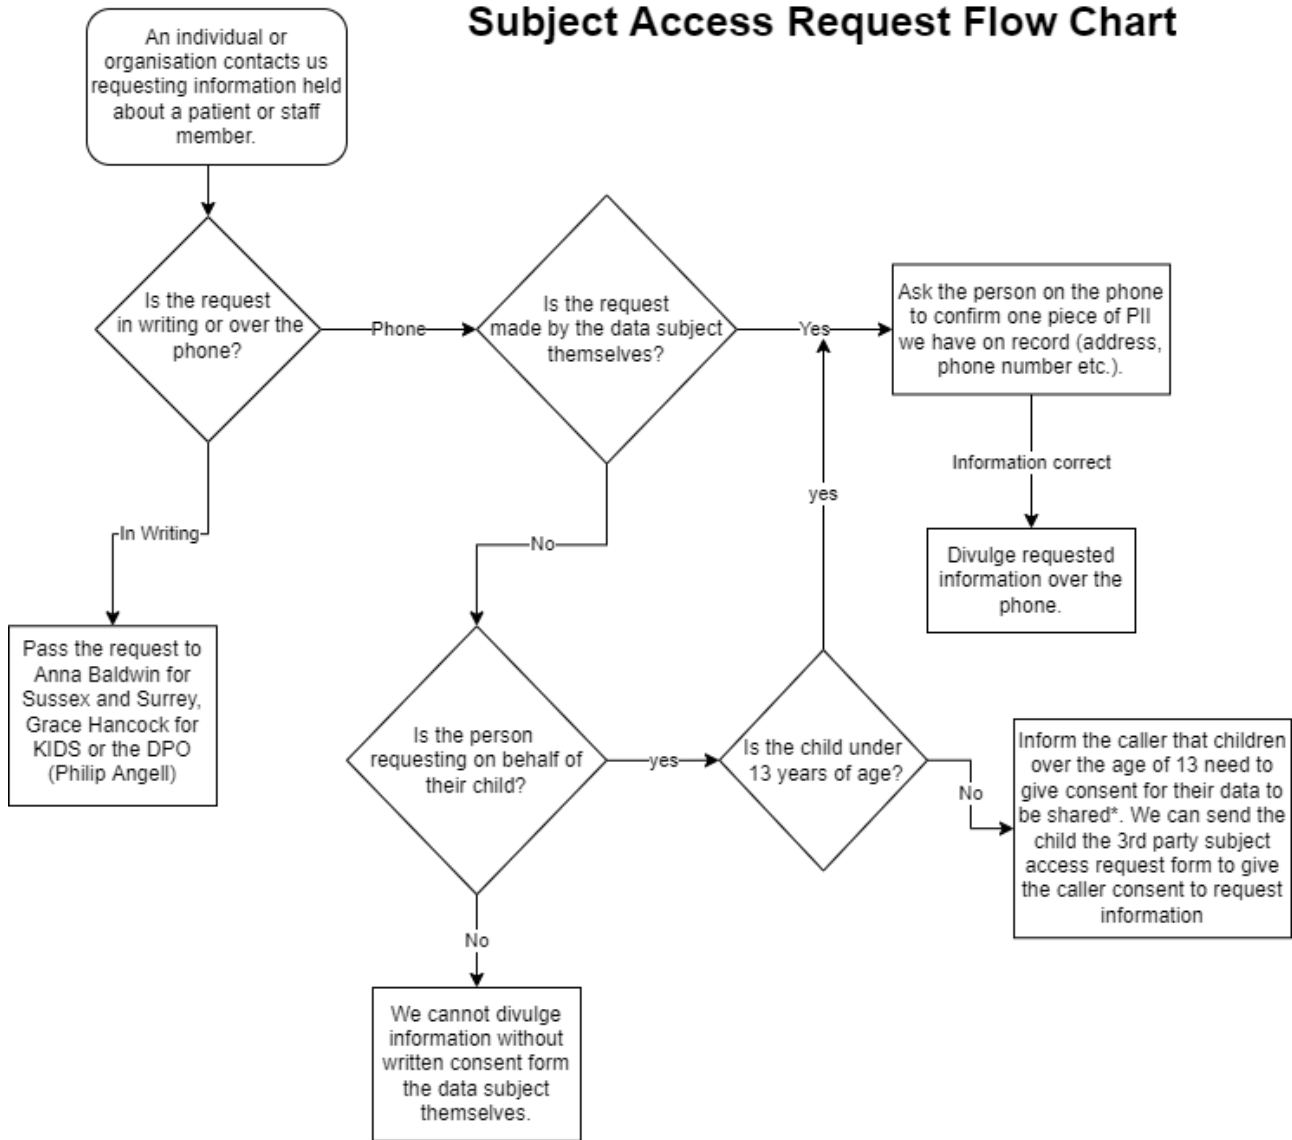 Subject Access Request Flow Chart
An individual or
organisation contacts us
requesting information held
about a patient or staff
member.
Is the request
in writing or over the
phone?
Phone
Is the request
made by the data subject
themselves?
Yes
Ask the person on the phone
to confirm one piece of PII
we have on record (address,
phone number etc.).
Information correct
Divulge requested
information over the
phone.
In Writing
Pass the request to
Anna Baldwin for
Sussex and Surrey,
Grace Hancock for
KIDS or the DPO
(Philip Angell)
No
Is the person
requesting on behalf of
their child?
yes
Is the child under
13 years of age?
yes
No
Inform the caller that children
over the age of 13 need to
give consent for their data to
be shared*. We can send the
child the 3rd party subject
access request form to give
the caller consent to request
information
No
We cannot divulge
information without
written consent form
the data subject
themselves.